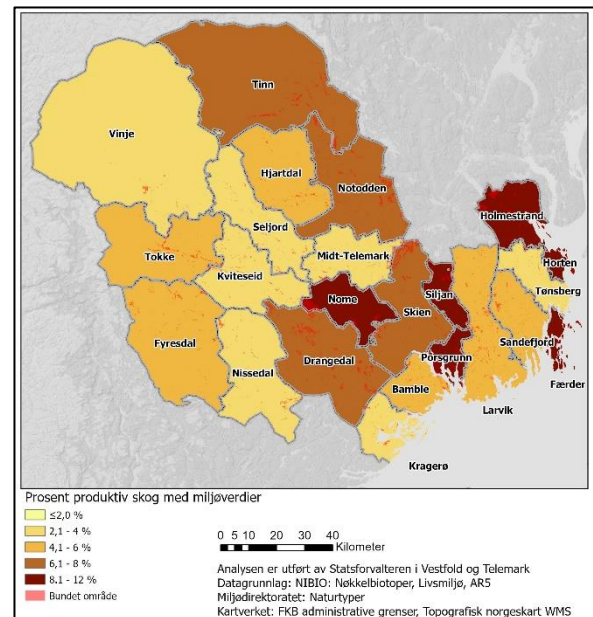 Tinn
Vinje
Hjartdal
Notodden
Holmestrand
Seljord
Horten
Tokke
Midt-Telemark
Kviteseid
Siljan
Tønsberg
Nome
Skien
Fyresdal
Porsgrunn
Sandefjord
Drangedal
Nissedal
Færder
Bamble
Larvik
Kragerø
Prosent produktiv skog med miljøverdier
≤2,0 %
2,1 - 4 %
4,1 - 6 %
6,1 - 8 %
8,1 - 12 %
Bundet område
0 5 10 20 30 40
Kilometer
Analysen er utført av Statsforvalteren i Vestfold og Telemark
Datagrunnlag: NIBIO: Nøkkelbiotoper, Livsmiljø, AR5
Miljødirektoratet: Naturtyper
Kartverket: FKB administrative grenser, Topografisk norgeskart WMS